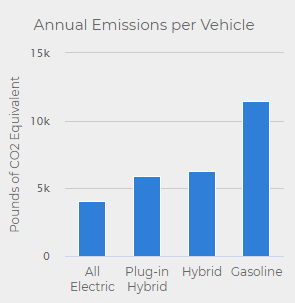 Annual Emissions per Vehicle
Pounds of CO2 Equivalent
15k
10k
5k
0
All
Electric
Plug-in
Hybrid
Hybrid
Gasoline